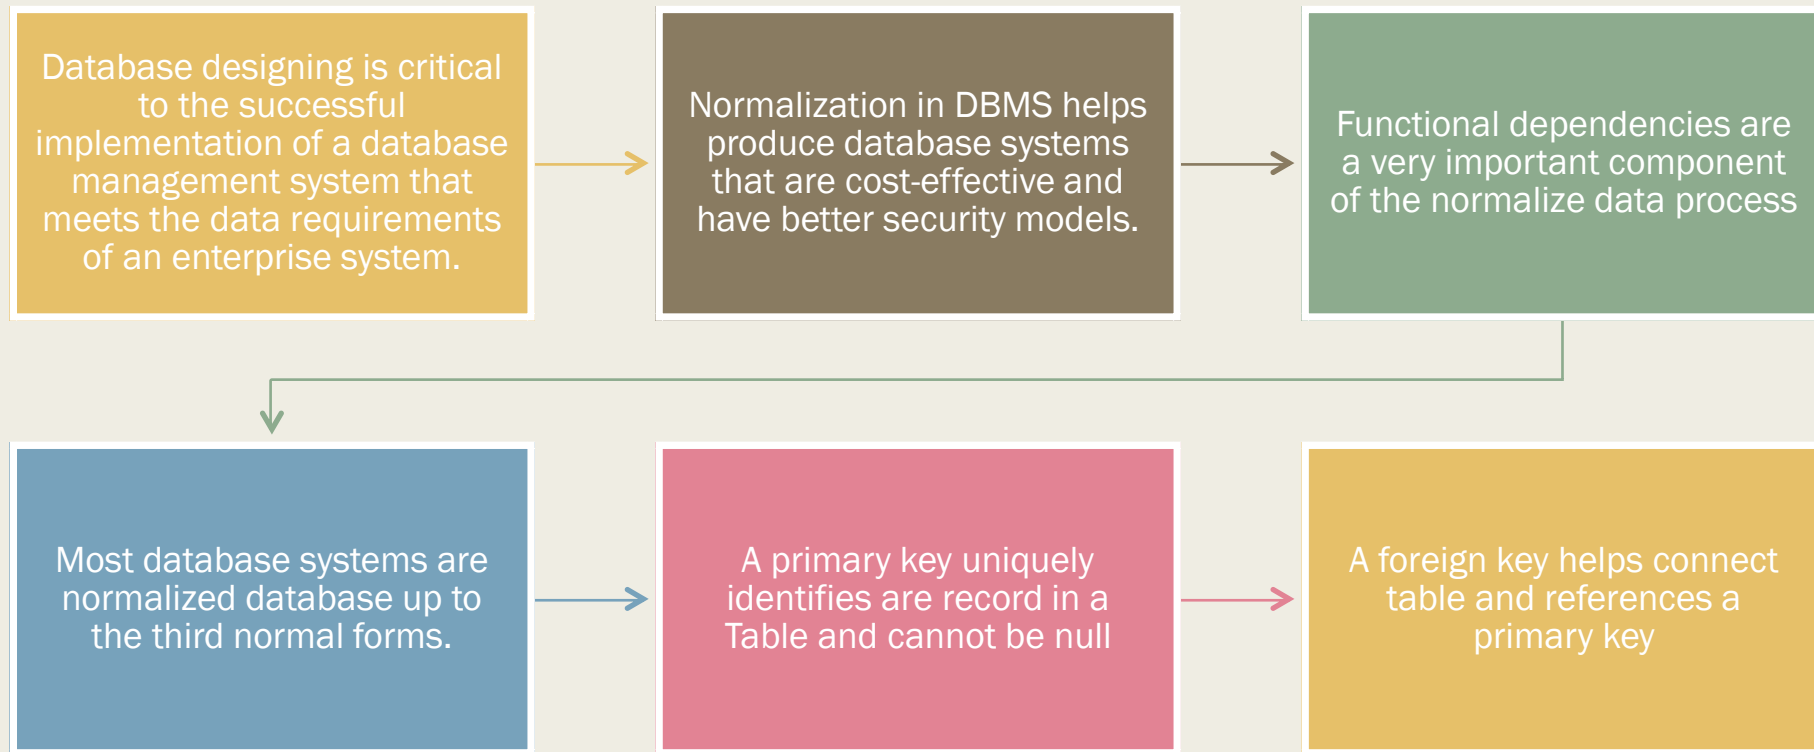 Database designing is critical
to the successful
implementation of a database
management system that
meets the data requirements
of an enterprise system.
Normalization in DBMS helps
produce database systems
that are cost-effective and
have better security models.
Functional dependencies are
a very important component
of the normalize data process
Most database systems are
normalized database up to
the third normal forms.
A primary key uniquely
identifies are record in a
Table and cannot be null
A foreign key helps connect
table and references a
primary key